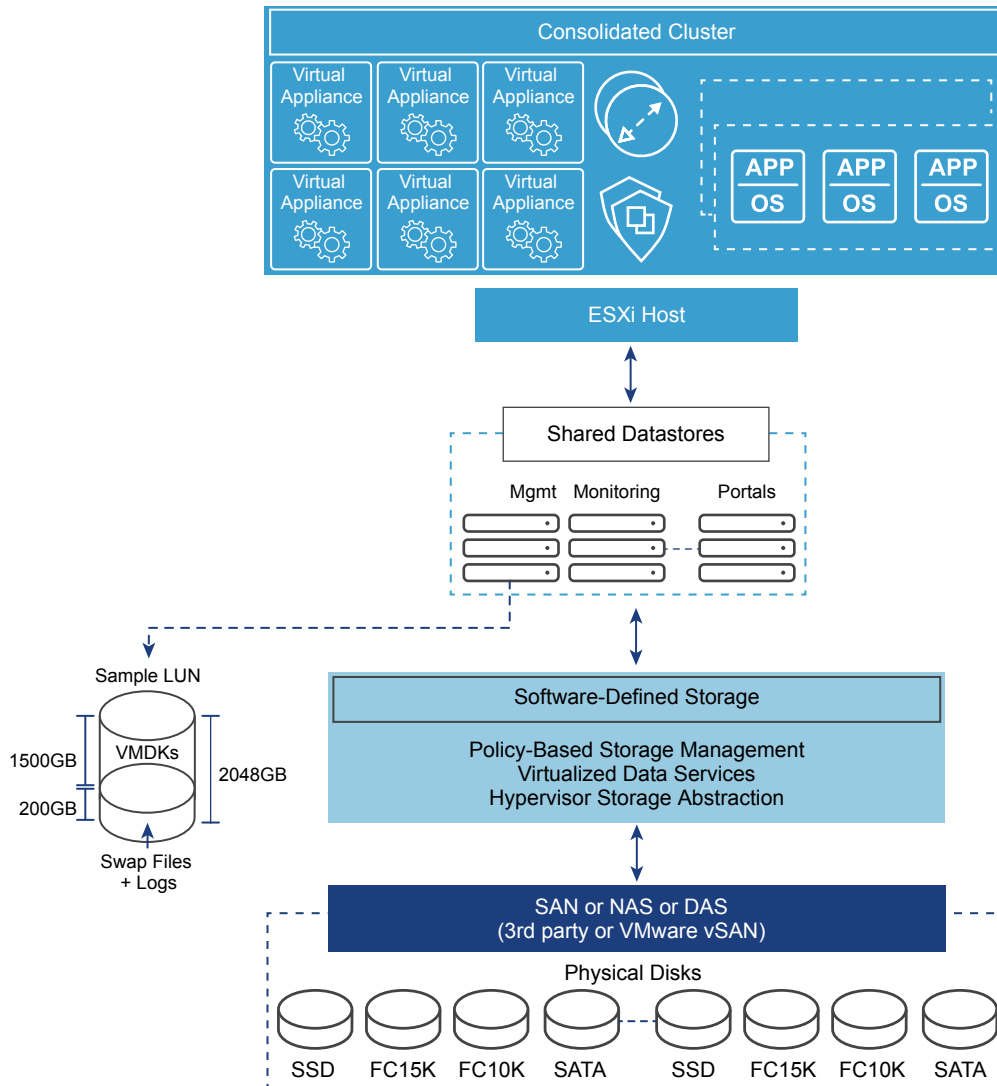 Consolidated Cluster
Virtual Appliance
Virtual Appliance
Virtual Appliance
Virtual Appliance
Virtual Appliance
Virtual Appliance
APP
OS
APP
OS
APP
OS
ESXi Host
Shared Datastores
Mgmt
Monitoring
Portals
Sample LUN
VMDKs
1500GB
200GB
2048GB
Swap Files
+ Logs
Software-Defined Storage
Policy-Based Storage Management
Virtualized Data Services
Hypervisor Storage Abstraction
SAN or NAS or DAS
(3rd party or VMware vSAN)
Physical Disks
SSD
FC15K
FC10K
SATA
SSD
FC15K
FC10K
SATA